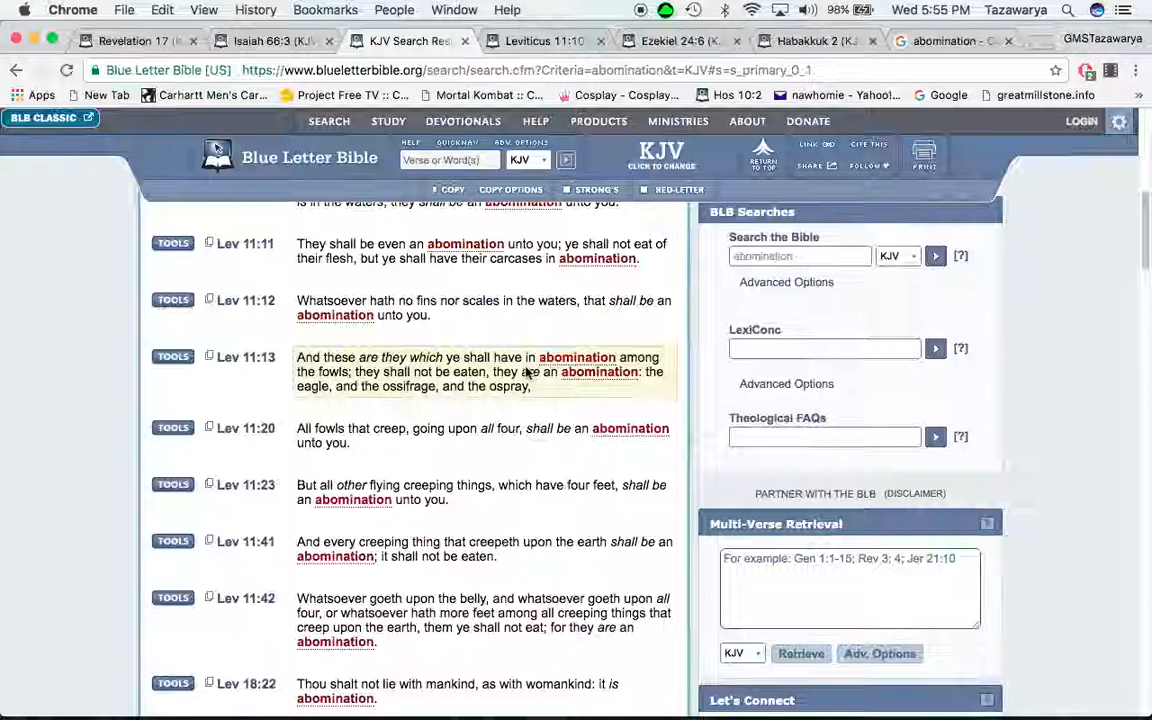 Chrome File Edit View History Bookmarks People Window Help 98% Wed 5:55 PM Tazawarya
Revelation 17 (K Isaiah 66:3 (KJV KJV Search Res Leviticus 11:10 Ezekiel 24:6 (K Habakkuk 2 (KJ abomination - G GMSTazawarya
Blue Letter Bible [US] https://www.blueletterbible.org/search/search.cfm?Criteria=abomination&t=KJV#s=s_primary_0_1 2
Apps New Tab Carhartt Men's Car... Project Free TV :: C... Mortal Kombat :: C... Cosplay - Cosplay... Hos 10:2 nawhomie - Yahoo!... Google greatmillstone.info »
BLB CLASSIC
SEARCH STUDY DEVOTIONALS HELP PRODUCTS MINISTRIES ABOUT DONATE LOGIN
HELP QUICKNAV ADV. OPTIONS
Blue Letter Bible Verse or Word(s) KJV
KJV
CLICK TO CHANGE
RETURN TO TOP
LINK CITE THIS
SHARE FOLLOW
PRINT
COPY COPY OPTIONS STRONG'S RED-LETTER
is in the waters, they shall be an abomination unto you:
TOOLS Lev 11:11 They shall be even an abomination unto you; ye shall not eat of
their flesh, but ye shall have their carcases in abomination.
TOOLS Lev 11:12 Whatsoever hath no fins nor scales in the waters, that shall be an
abomination unto you.
TOOLS Lev 11:13 And these are they which ye shall have in abomination among
the fowls; they shall not be eaten, they are an abomination: the
eagle, and the ossifrage, and the ospray,
TOOLS Lev 11:20 All fowls that creep, going upon all four, shall be an abomination
unto you.
TOOLS Lev 11:23 But all other flying creeping things, which have four feet, shall be
an abomination unto you.
TOOLS Lev 11:41 And every creeping thing that creepeth upon the earth shall be an
abomination; it shall not be eaten.
TOOLS Lev 11:42 Whatsoever goeth upon the belly, and whatsoever goeth upon all
four, or whatsoever hath more feet among all creeping things that
creep upon the earth, them ye shall not eat; for they are an
abomination.
TOOLS Lev 18:22 Thou shalt not lie with mankind, as with womankind: it is
abomination.
BLB Searches
Search the Bible
abomination KJV [?]
Advanced Options
LexiConc
[?]
Advanced Options
Theological FAQs
[?]
PARTNER WITH THE BLB (DISCLAIMER)
Multi-Verse Retrieval ?
For example: Gen 1:1-15; Rev 3; 4; Jer 21:10
KJV Retrieve Adv. Options
Let's Connect